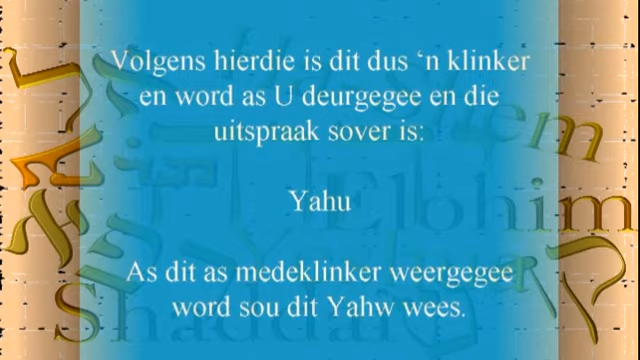 Volgens hierdie is dit dus ‘n klinker
en word as U deurgegee en die
uitspraak sover is:
Yahu
As dit as medeklinker weergegee
word sou dit Yahw wees.
Elohim
Shaddai